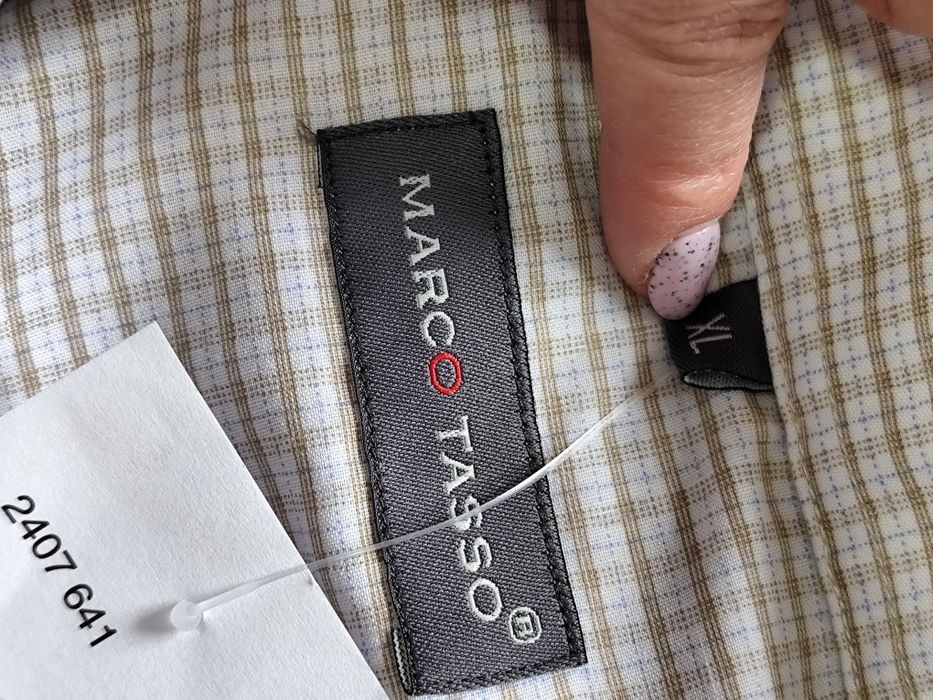 MARCO TASSO
XL
2407 641